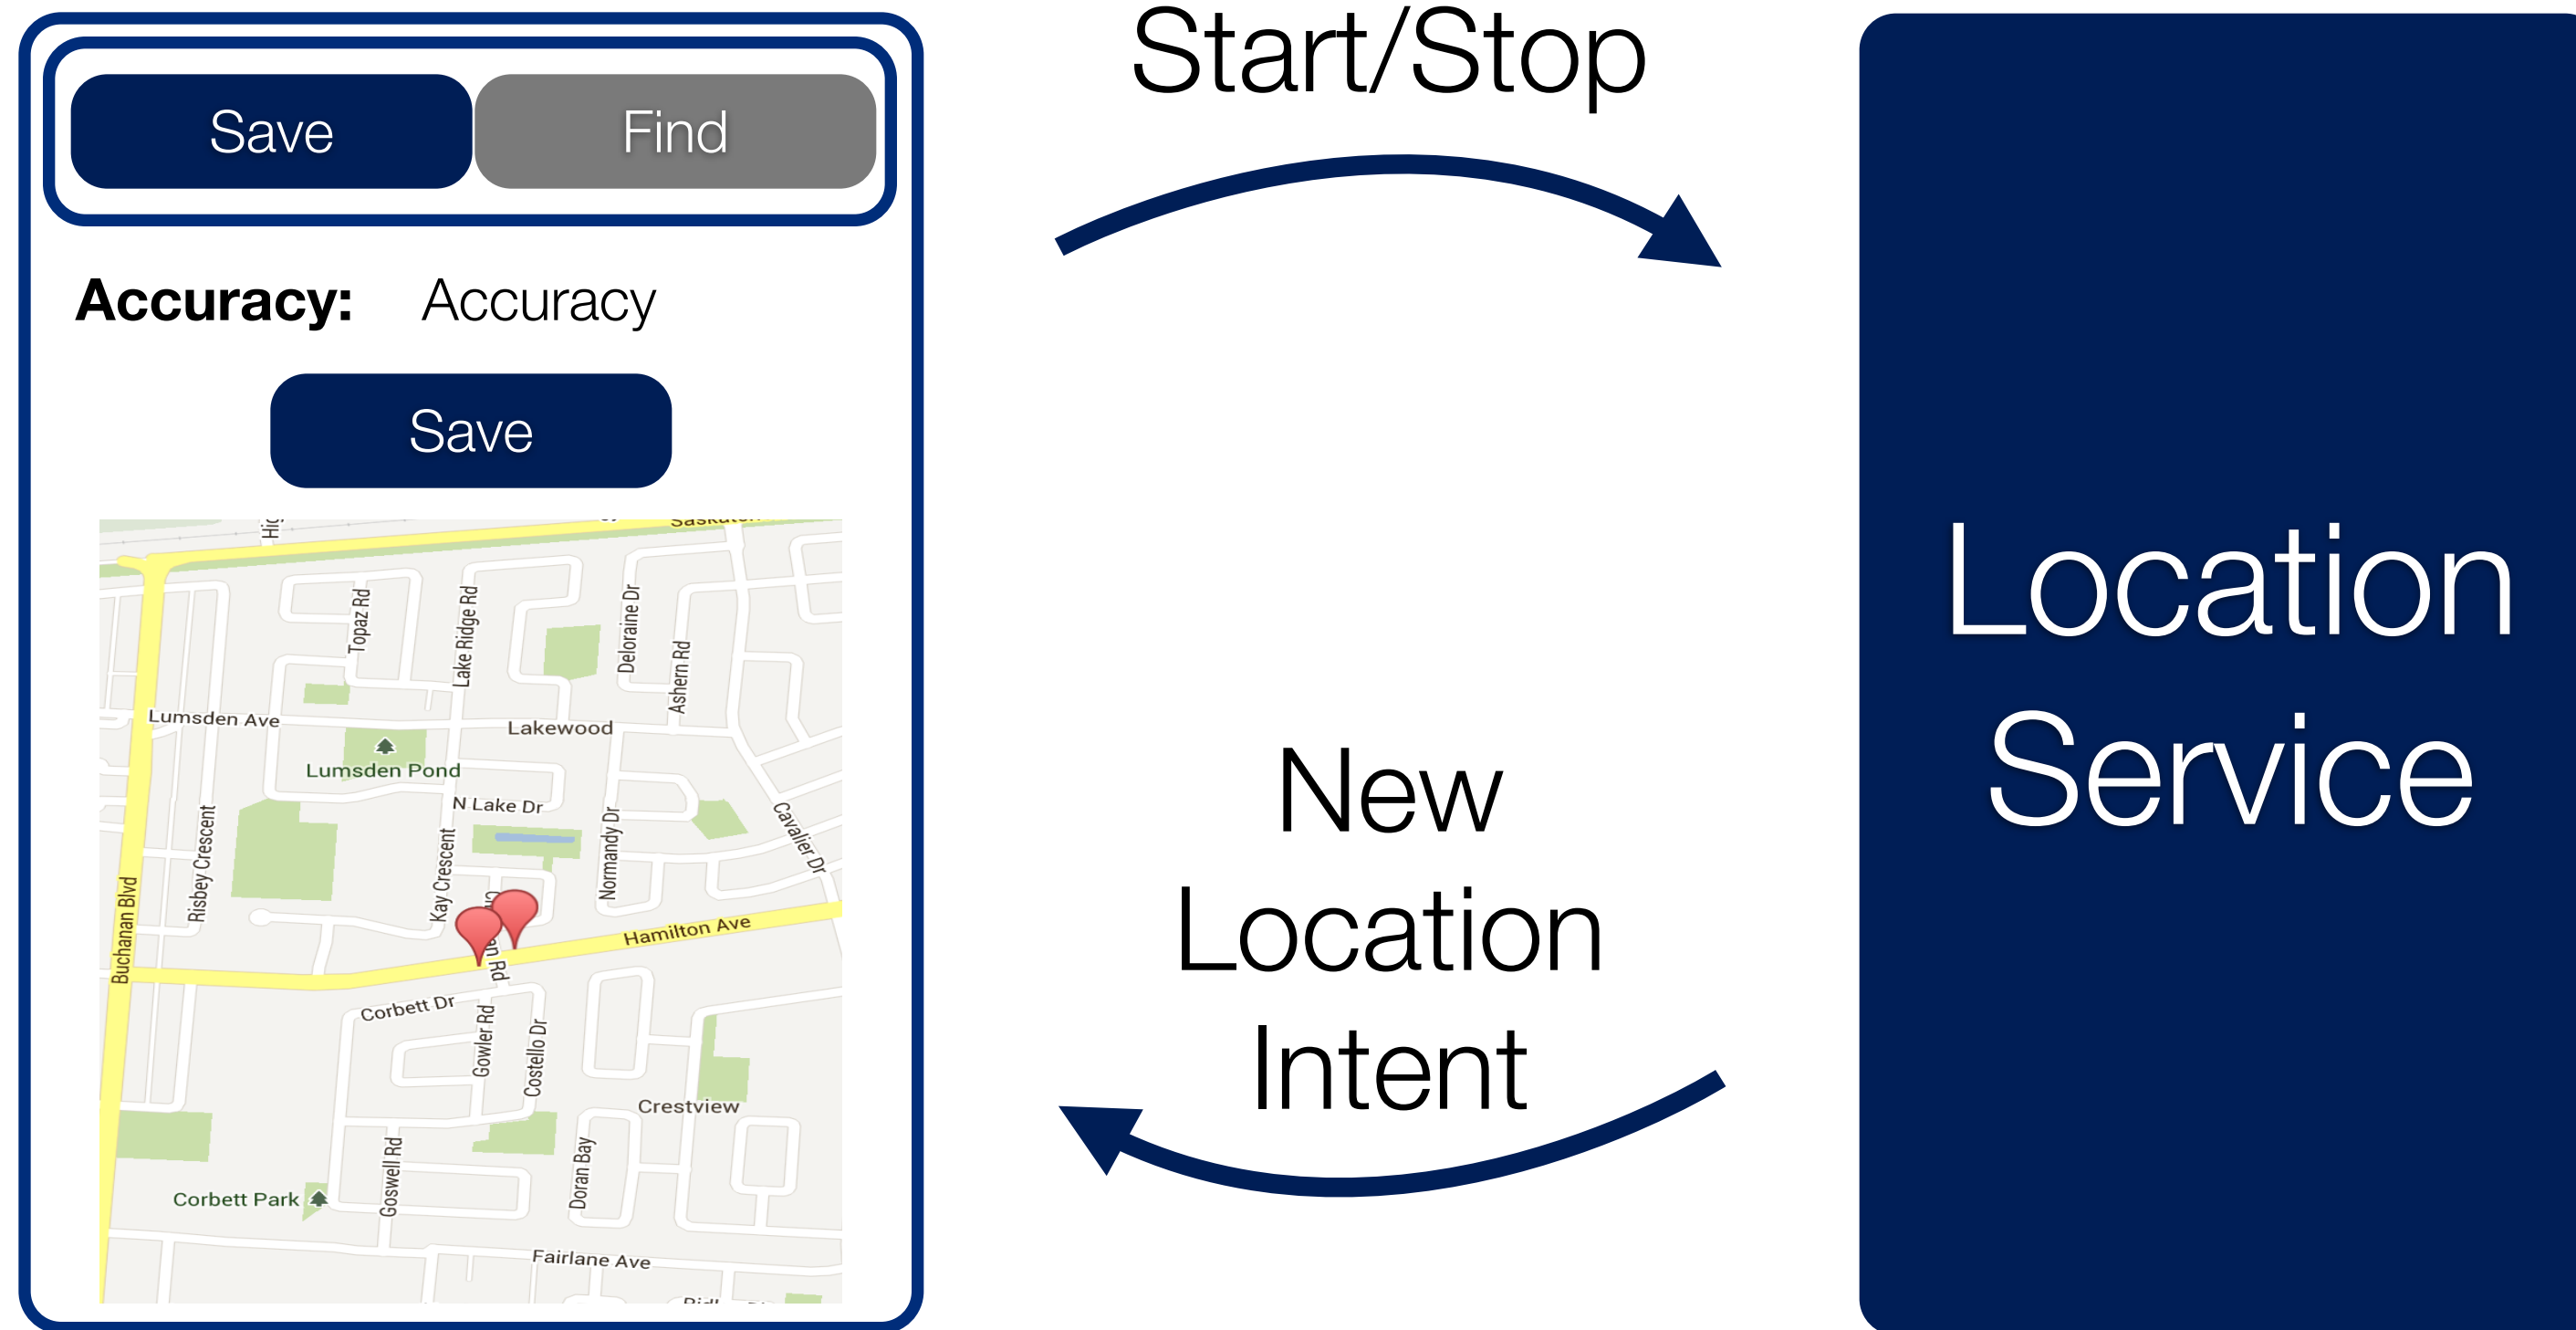 Save Find
Accuracy: Accuracy
Save
Lumsden Ave
Topaz Rd
Lake Ridge Rd
Deloraine Dr
Ashern Rd
Lakewood
Lumsden Pond
N Lake Dr
Risbey Crescent
Kay Crescent
Normandy Dr
Cavalier Dr
Buchanan Blvd
Hamilton Ave
Rd
Corbett Dr
Gowler Rd
Costello Dr
Crestview
Goswell Rd
Doran Bay
Corbett Park
Fairlane Ave
Start/Stop
New
Location
Intent
Location
Service